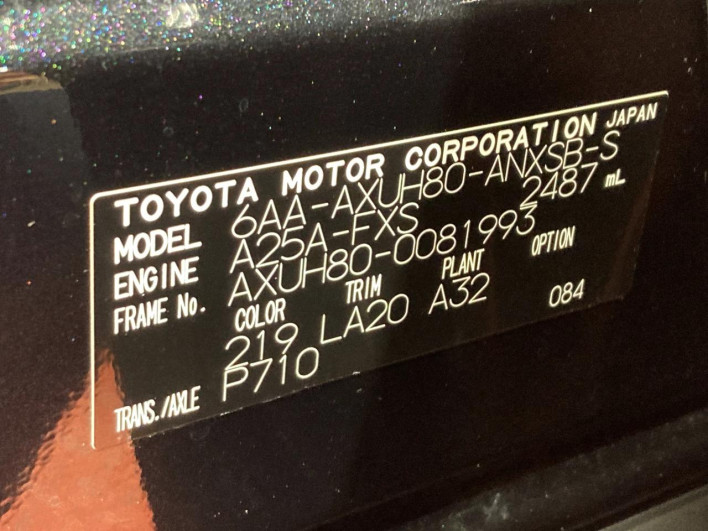 TOYOTA MOTOR CORPORATION JAPAN
MODEL 6AA-AXUH80-ANXSB-S
ENGINE A25A-FXS 2487 mL
FRAME No. AXUH80-0081993
COLOR TRIM PLANT OPTION
219 LA20 A32 084
TRANS./AXLE P710